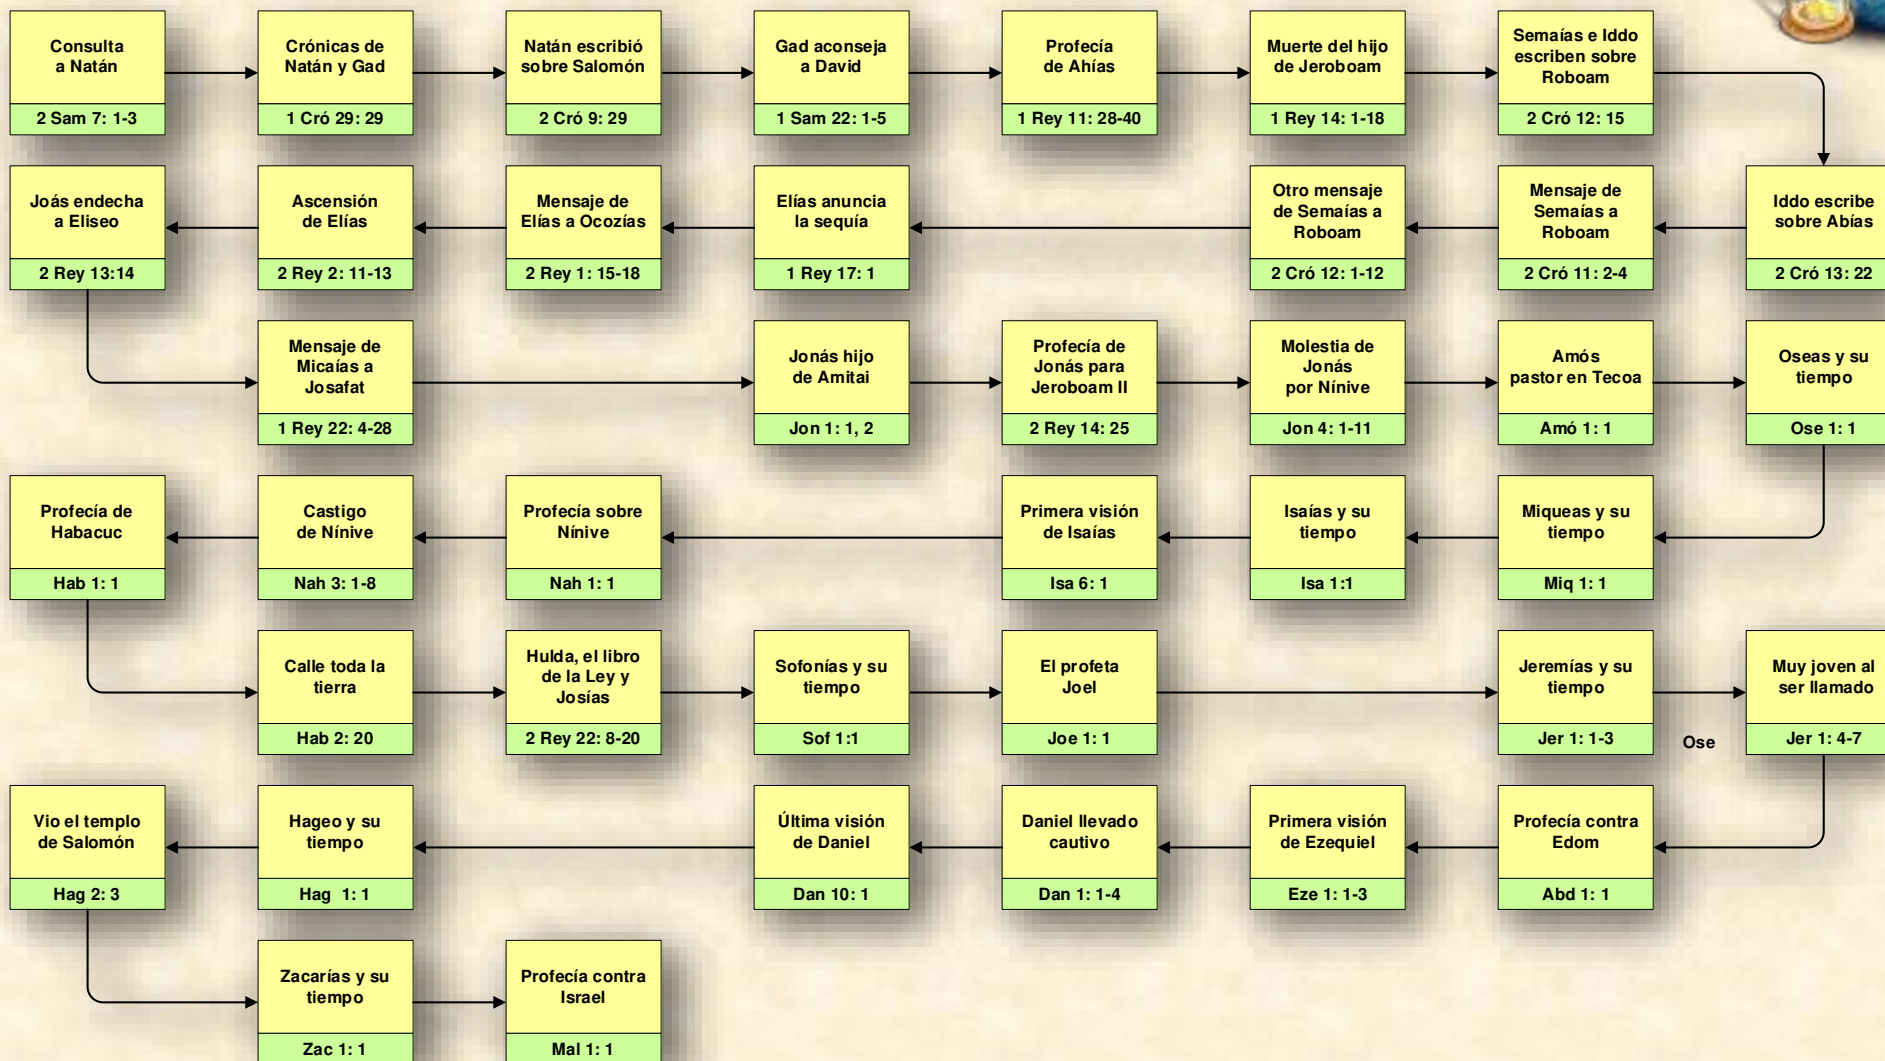 Consulta
a Natán
2 Sam 7: 1-3
Crónicas de
Natán y Gad
1 Cró 29: 29
Natán escribió
sobre Salomón
2 Cró 9: 29
Gad aconseja
a David
1 Sam 22: 1-5
Profecía
de Ahías
1 Rey 11: 28-40
Muerte del hijo
de Jeroboam
1 Rey 14: 1-18
Semaías e Iddo
escriben sobre
Roboam
2 Cró 12: 15
Iddo escribe
sobre Abías
2 Cró 13: 22
Mensaje de
Semaías a
Roboam
2 Cró 11: 2-4
Otro mensaje
de Semaías a
Roboam
2 Cró 12: 1-12
Elías anuncia
la sequía
1 Rey 17: 1
Mensaje de
Elías a Ocozías
2 Rey 1: 15-18
Ascensión
de Elías
2 Rey 2: 11-13
Joás endecha
a Eliseo
2 Rey 13:14
Mensaje de
Micaías a
Josafat
1 Rey 22: 4-28
Jonás hijo
de Amitai
Jon 1: 1, 2
Profecía de
Jonás para
Jeroboam II
2 Rey 14: 25
Molestia de
Jonás
por Nínive
Jon 4: 1-11
Amós
pastor en Tecoa
Amó 1: 1
Oseas y su
tiempo
Ose 1: 1
Miqueas y su
tiempo
Miq 1: 1
Isaías y su
tiempo
Isa 1:1
Primera visión
de Isaías
Isa 6: 1
Profecía sobre
Nínive
Nah 1: 1
Castigo
de Nínive
Nah 3: 1-8
Profecía de
Habacuc
Hab 1: 1
Calle toda la
tierra
Hab 2: 20
Hulda, el libro
de la Ley y
Josías
2 Rey 22: 8-20
Sofonías y su
tiempo
Sof 1:1
El profeta
Joel
Joe 1: 1
Jeremías y su
tiempo
Jer 1: 1-3
Ose
Muy joven al
ser llamado
Jer 1: 4-7
Profecía contra
Edom
Abd 1: 1
Primera visión
de Ezequiel
Eze 1: 1-3
Daniel llevado
cautivo
Dan 1: 1-4
Última visión
de Daniel
Dan 10: 1
Hageo y su
tiempo
Hag 1: 1
Vio el templo
de Salomón
Hag 2: 3
Zacarías y su
tiempo
Zac 1: 1
Profecía contra
Israel
Mal 1: 1